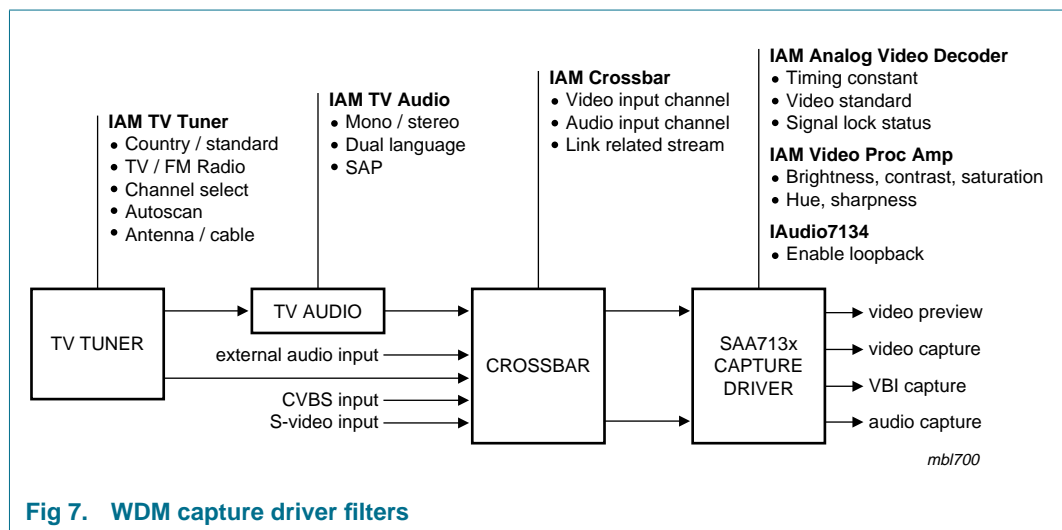 IAM TV Tuner
• Country / standard
• TV / FM Radio
• Channel select
• Autoscan
• Antenna / cable
IAM TV Audio
• Mono / stereo
• Dual language
• SAP
IAM Crossbar
• Video input channel
• Audio input channel
• Link related stream
IAM Analog Video Decoder
• Timing constant
• Video standard
• Signal lock status
IAM Video Proc Amp
• Brightness, contrast, saturation
• Hue, sharpness
IAudio7134
• Enable loopback
TV TUNER
TV AUDIO
external audio input
CVBS input
S-video input
CROSSBAR
SAA713x
CAPTURE
DRIVER
video preview
video capture
VBI capture
audio capture
mbl700
Fig 7. WDM capture driver filters